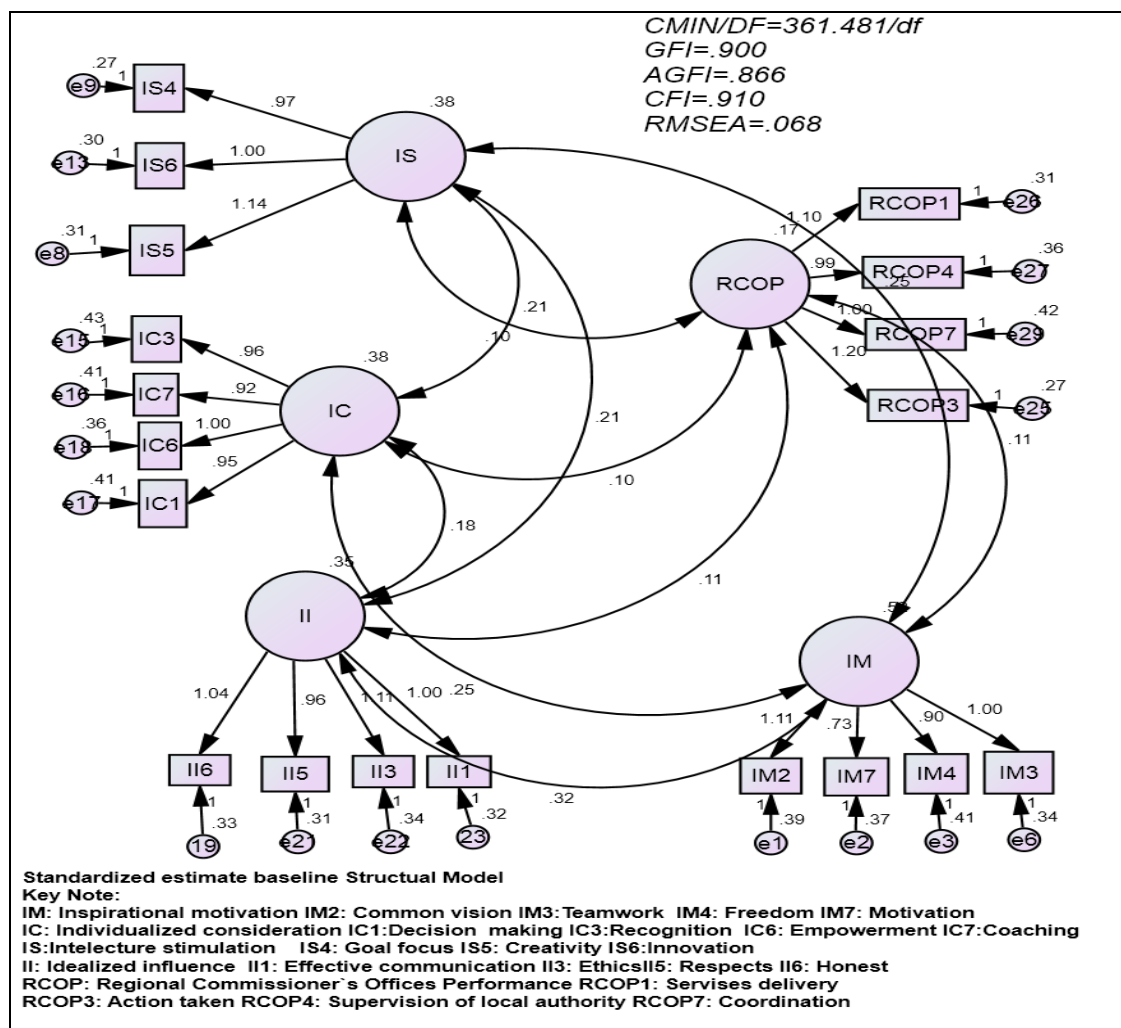 CMIN/DF=361.481/df
GFI=.900
AGFI=.866
CFI=.910
RMSEA=.068
.27
e9
1
IS4
.97
.38
IS
.30
e13
1
IS6
1.00
.31
e8
1
IS5
1.14
RCOP1
1
.31
e26
1.10
.17
RCOP
.99
RCOP4
1
.36
e27
.25
1.00
RCOP7
1
.42
e29
1.20
RCOP3
1
.27
e25
.21
.10
.43
e15
1
IC3
.96
.38
IC
.41
e16
1
IC7
.92
.36
e18
1
IC6
1.00
.41
e17
1
IC1
.95
.21
.11
.10
.18
.35
II
.11
IM
1.04
.96
1.11
1.00
.25
1.11
.73
.90
1.00
II6
II5
II3
II1
IM2
IM7
IM4
IM3
.32
1
.33
1
.31
1
.34
1
.32
1
.39
1
.37
1
.41
1
.34
19
e21
e22
23
e1
e2
e3
e6
Standardized estimate baseline Structual Model
Key Note:
IM: Inspirational motivation IM2: Common vision IM3:Teamwork IM4: Freedom IM7: Motivation
IC: Individualized consideration IC1:Decision making IC3:Recognition IC6: Empowerment IC7:Coaching
IS:Intelecture stimulation IS4: Goal focus IS5: Creativity IS6:Innovation
II: Idealized influence II1: Effective communication II3: EthicsII5: Respects II6: Honest
RCOP: Regional Commissioner`s Offices Performance RCOP1: Servises delivery
RCOP3: Action taken RCOP4: Supervision of local authority RCOP7: Coordination